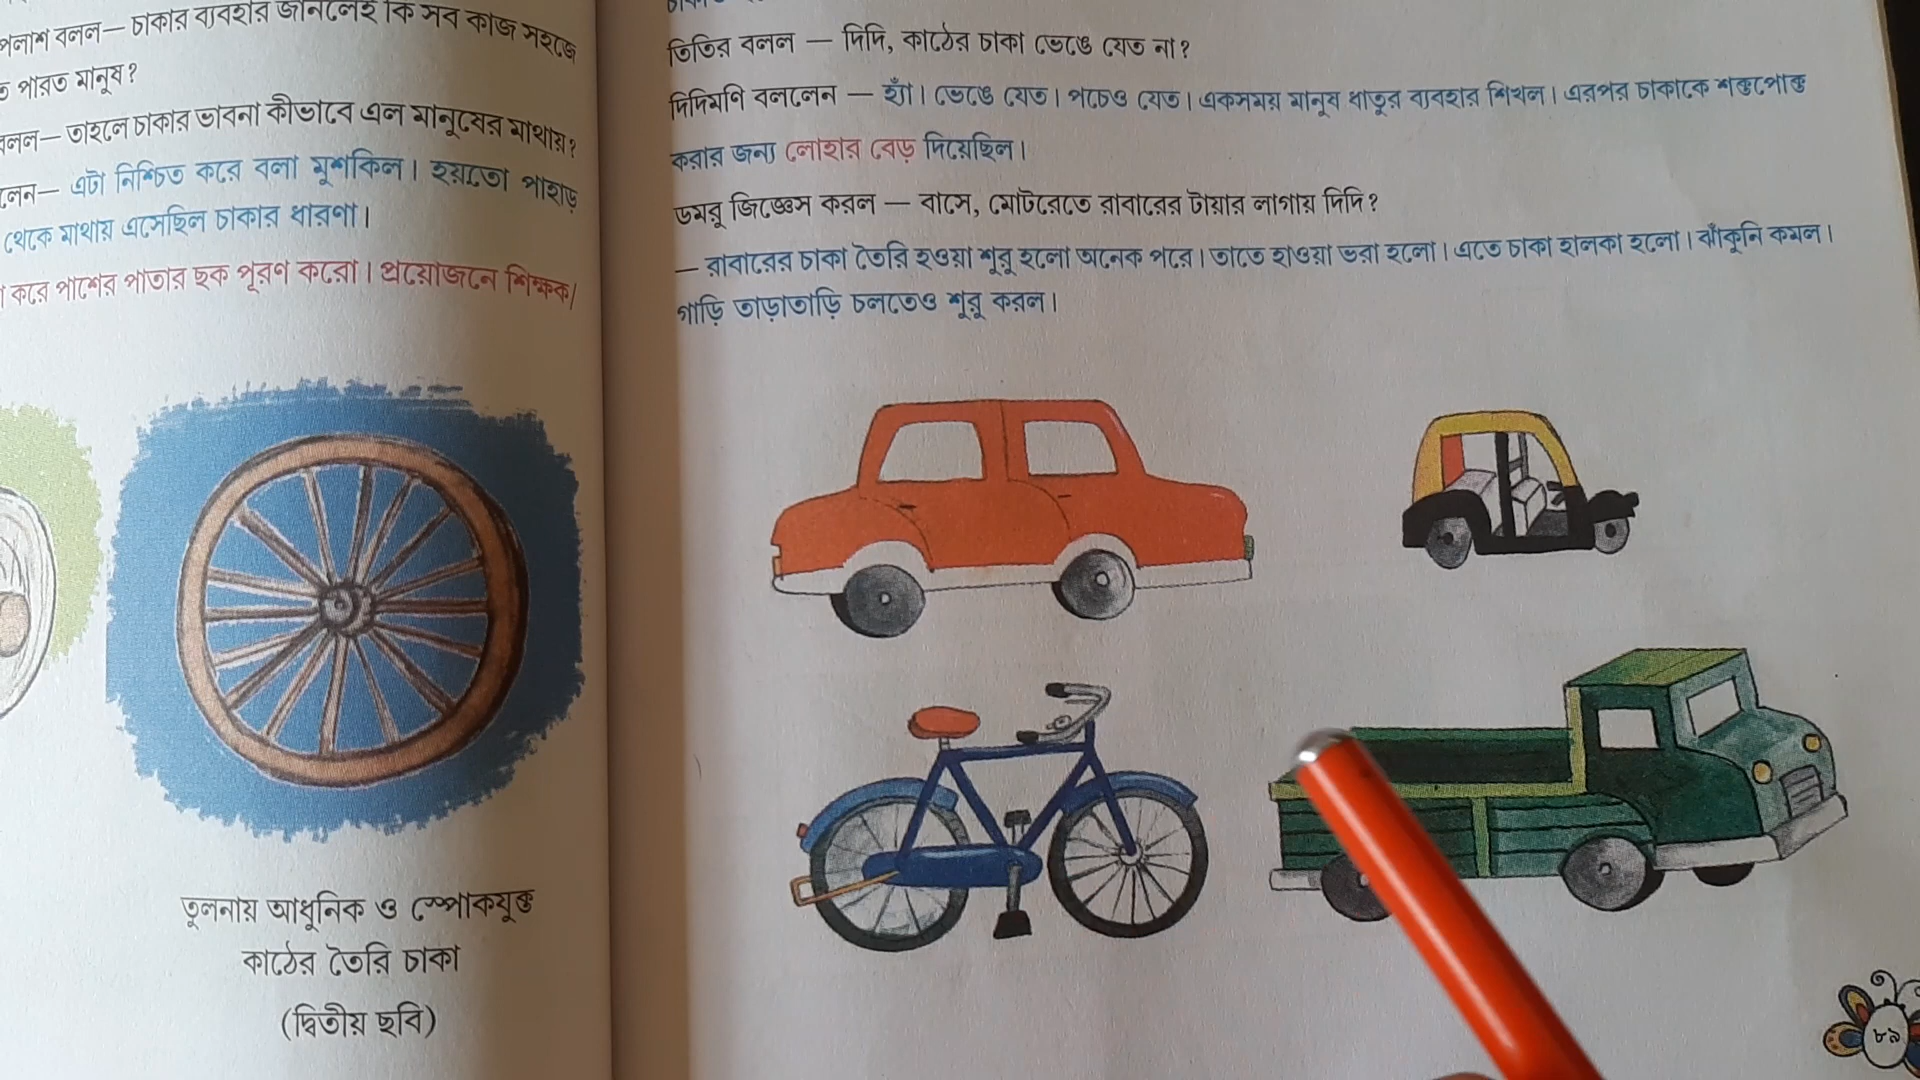 পলাশ বলল— চাকার ব্যবহার জানলেই কি সব কাজ সহজে
পারত মানুষ?
বলল— তাহলে চাকার ভাবনা কীভাবে এল মানুষের মাথায়?
লেন— এটা নিশ্চিত করে বলা মুশকিল। হয়তো পাহাড়
থেকে মাথায় এসেছিল চাকার ধারণা।
করে পাশের পাতার ছক পূরণ করো। প্রয়োজনে শিক্ষক/
তুলনায় আধুনিক ও স্পোকযুক্ত
কাঠের তৈরি চাকা
(দ্বিতীয় ছবি)
তিতির বলল — দিদি, কাঠের চাকা ভেঙে যেত না?
দিদিমণি বললেন — হ্যাঁ। ভেঙে যেত। পচেও যেত। একসময় মানুষ ধাতুর ব্যবহার শিখল। এরপর চাকাকে শক্তপোক্ত
করার জন্য লোহার বেড় দিয়েছিল।
ডমরু জিজ্ঞেস করল — বাসে, মোটরেতে রাবারের টায়ার লাগায় দিদি?
— রাবারের চাকা তৈরি হওয়া শুরু হলো অনেক পরে। তাতে হাওয়া ভরা হলো। এতে চাকা হালকা হলো। ঝাঁকুনি কমল।
গাড়ি তাড়াতাড়ি চলতেও শুরু করল।
৮৯